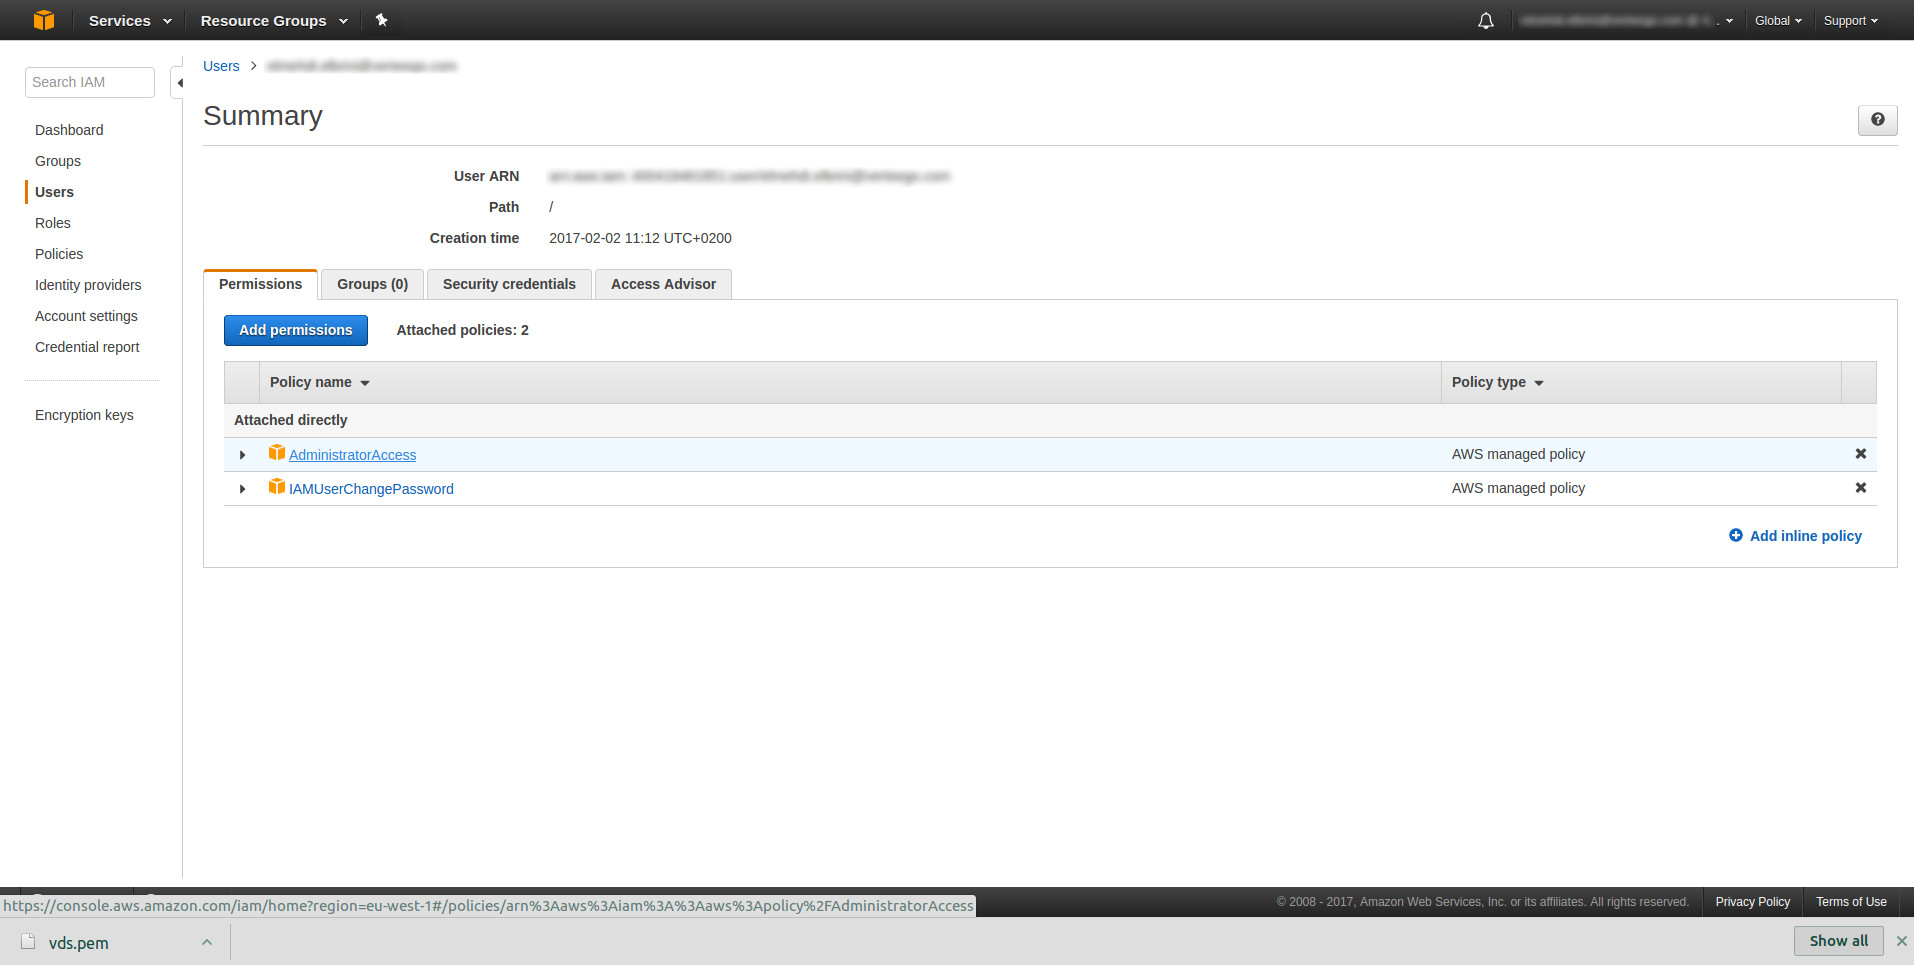 Services
Resource Groups
Global
Support
Search IAM
Dashboard
Groups
Users
Roles
Policies
Identity providers
Account settings
Credential report
Encryption keys
Users >
Summary
User ARN
Path /
Creation time 2017-02-02 11:12 UTC+0200
Permissions
Groups (0)
Security credentials
Access Advisor
Add permissions
Attached policies: 2
Policy name
Policy type
Attached directly
AdministratorAccess
AWS managed policy
IAMUserChangePassword
AWS managed policy
Add inline policy
https://console.aws.amazon.com/iam/home?region=eu-west-1#/policies/arn%3Aaws%3Aiam%3A%3Aaws%3Apolicy%2FAdministratorAccess
© 2008 - 2017, Amazon Web Services, Inc. or its affiliates. All rights reserved.
Privacy Policy
Terms of Use
vds.pem
Show all